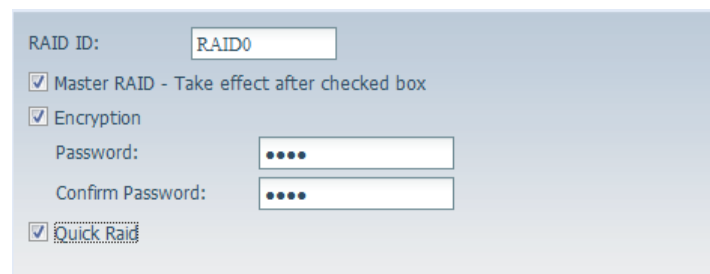 RAID ID: RAID0
Master RAID - Take effect after checked box
Encryption
Password: ••••
Confirm Password: ••••
Quick Raid